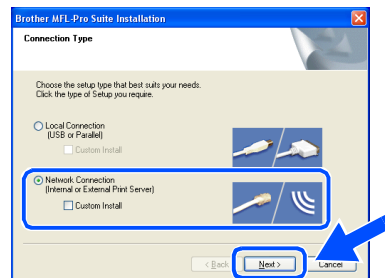 Brother MFL-Pro Suite Installation
Connection Type
Choose the setup type that best suits your needs.
Click the type of Setup you require.
Local Connection
(USB or Parallel)
Custom Install
Network Connection
(Internal or External Print Server)
Custom Install
< Back
Next >
Cancel